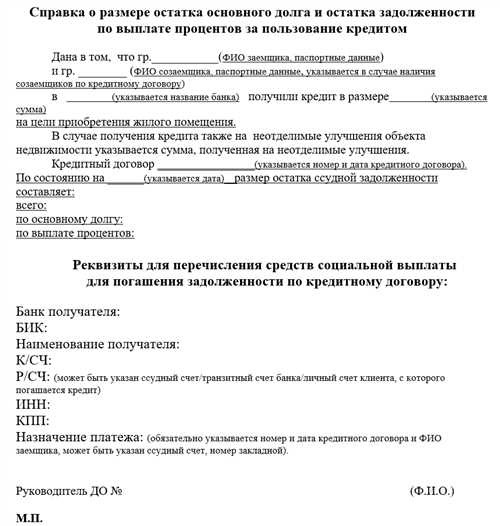 Справка о размере остатка основного долга и остатка задолженности
по выплате процентов за пользование кредитом
Дана в том, что гр.___________(ФИО заемщика, паспортные данные)
и гр. ________ (ФИО созаемщика, паспортные данные, указывается в случае наличия
созаемщиков по кредитному договору)
в ________(указывается название банка) получили кредит в размере_______(указывается
сумма)
на цели приобретения жилого помещения.
В случае получения кредита также на неотделимые улучшения объекта
недвижимости указывается сумма, полученная на неотделимые улучшения.
Кредитный договор ________________(указывается номер и дата кредитного договора).
По состоянию на ______(указывается дата)__размер остатка ссудной задолженности
составляет:
всего:
по основному долгу:
по выплате процентов:
Реквизиты для перечисления средств социальной выплаты
для погашения задолженности по кредитному договору:
Банк получателя:
БИК:
Наименование получателя:
К/СЧ:
Р/СЧ: (может быть указан ссудный счет/транзитный счет банка/личный счет клиента, с которого
погашается кредит)
ИНН:
КПП:
Назначение платежа: (обязательно указывается номер и дата кредитного договора и ФИО
заемщика, может быть указан ссудный счет, номер закладной).
Руководитель ДО № (Ф.И.О.)
М.П.